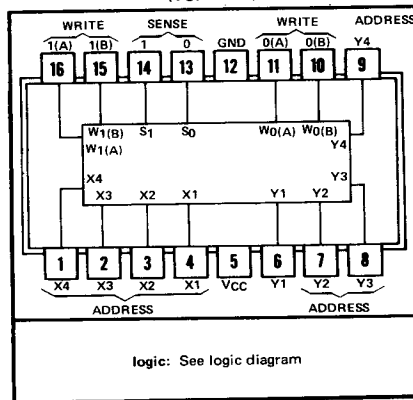 WRITE SENSE WRITE ADDRESS
1(A) 1(B) 1 0 GND 0(A) 0(B) Y4
16 15 14 13 12 11 10 9
W1(B) S1 S0 W0(A) W0(B)
W1(A) Y4
X4 Y3
X3 X2 X1 Y1 Y2
1 2 3 4 5 6 7 8
X4 X3 X2 X1 VCC Y1 Y2 Y3
ADDRESS ADDRESS
logic: See logic diagram